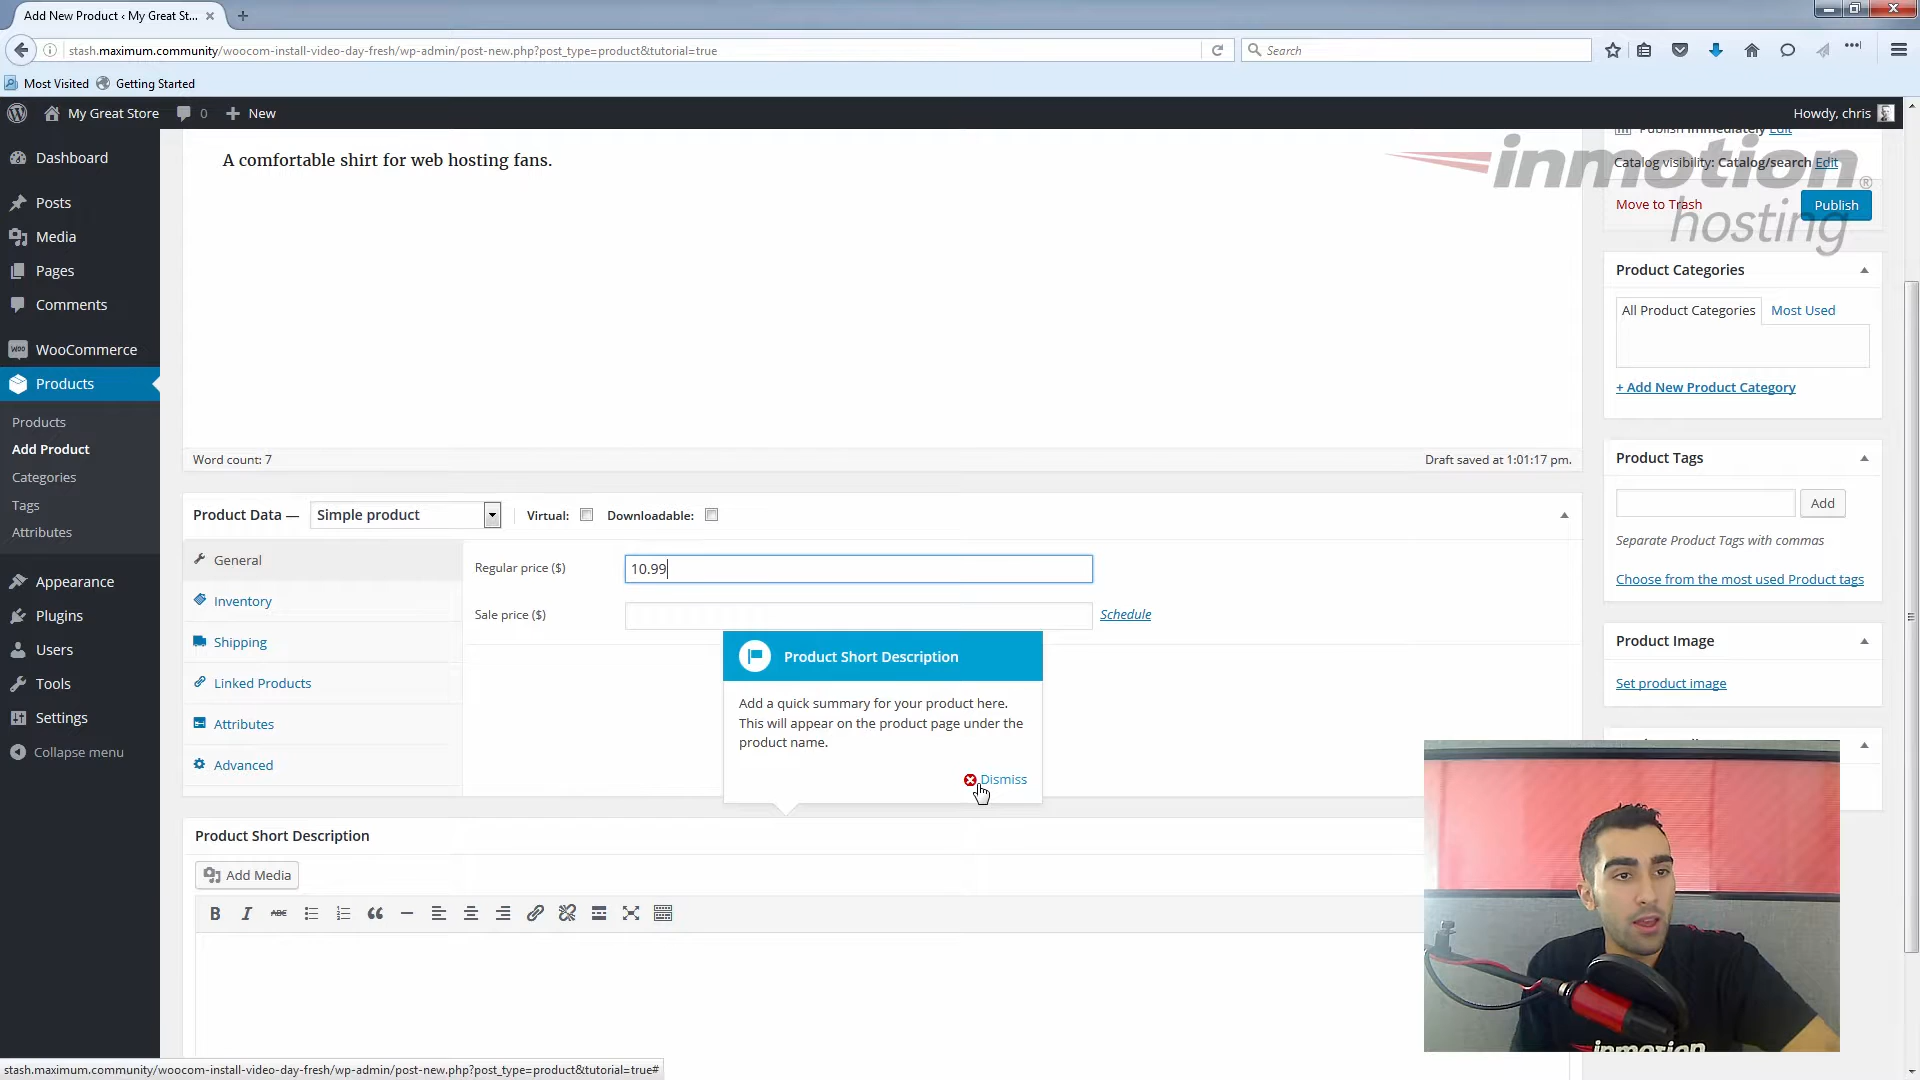 Add New Product ‹ My Great St...
stash.maximum.community/woocom-install-video-day-fresh/wp-admin/post-new.php?post_type=product&tutorial=true
Search
Most Visited
Getting Started
My Great Store
0
New
Howdy, chris
Dashboard
Posts
Media
Pages
Comments
WooCommerce
Products
Products
Add Product
Categories
Tags
Attributes
Appearance
Plugins
Users
Tools
Settings
Collapse menu
A comfortable shirt for web hosting fans.
Word count: 7
Draft saved at 1:01:17 pm.
Product Data —
Simple product
Virtual:
Downloadable:
General
Inventory
Shipping
Linked Products
Attributes
Advanced
Regular price ($)
10.99
Sale price ($)
Schedule
Product Short Description
Add a quick summary for your product here.
This will appear on the product page under the
product name.
Dismiss
Product Short Description
Add Media
B
I
ABC
Publish immediately Edit
Catalog visibility: Catalog/search Edit
Move to Trash
Publish
inmotion
hosting
Product Categories
All Product Categories
Most Used
+ Add New Product Category
Product Tags
Add
Separate Product Tags with commas
Choose from the most used Product tags
Product Image
Set product image
inmotion
stash.maximum.community/woocom-install-video-day-fresh/wp-admin/post-new.php?post_type=product&tutorial=true#